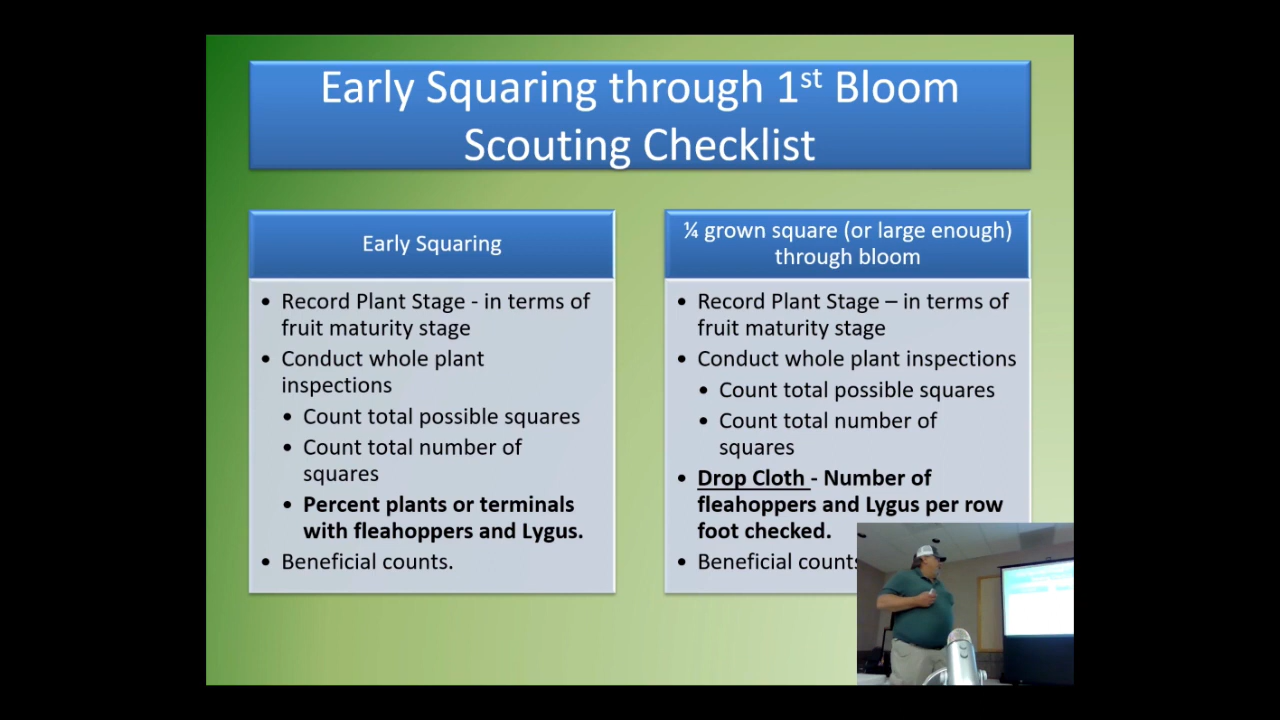 Early Squaring through 1st Bloom
Scouting Checklist
Early Squaring
• Record Plant Stage - in terms of
fruit maturity stage
• Conduct whole plant
inspections
• Count total possible squares
• Count total number of
squares
• Percent plants or terminals
with fleahoppers and Lygus.
• Beneficial counts.
¼ grown square (or large enough)
through bloom
• Record Plant Stage – in terms of
fruit maturity stage
• Conduct whole plant inspections
• Count total possible squares
• Count total number of
squares
• Drop Cloth - Number of
fleahoppers and Lygus per row
foot checked.
• Beneficial counts